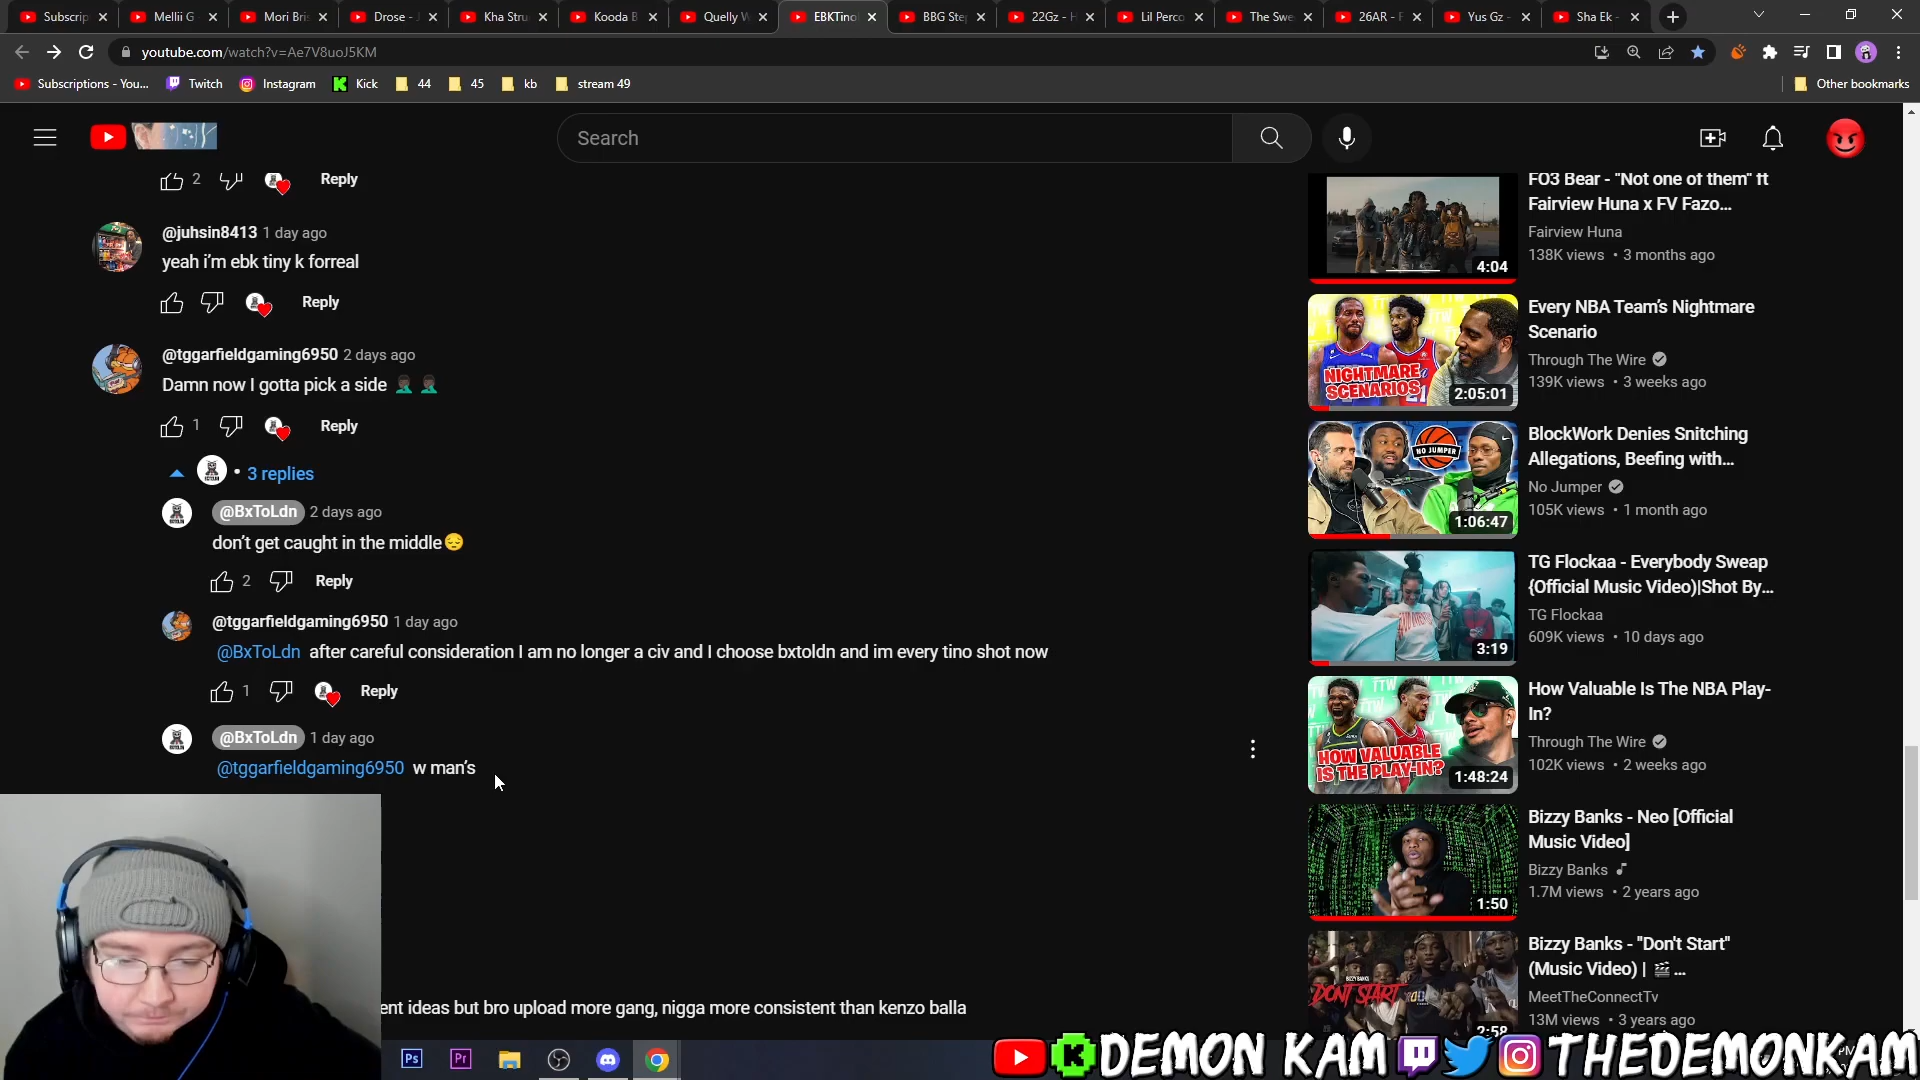 Subscrip
Mellii G
Mori Bris
Drose - J
Kha Stru
Kooda B
Quelly W
EBKTino
BBG Step
22Gz - H
Lil Perco
The Swe
26AR - F
Yus Gz -
Sha Ek -
youtube.com/watch?v=Ae7V8uoJ5KM
Subscriptions - You...
Twitch
Instagram
Kick
44
45
kb
stream 49
Other bookmarks
Search
2
Reply
@juhsin8413 1 day ago
yeah i'm ebk tiny k forreal
Reply
@tggarfieldgaming6950 2 days ago
Damn now I gotta pick a side 🤦🏿‍♂️ 🤦🏿‍♂️
1
Reply
• 3 replies
@BxToLdn 2 days ago
don't get caught in the middle😔
2
Reply
@tggarfieldgaming6950 1 day ago
@BxToLdn after careful consideration I am no longer a civ and I choose bxtoldn and im every tino shot now
1
Reply
@BxToLdn 1 day ago
@tggarfieldgaming6950 w man's
ent ideas but bro upload more gang, nigga more consistent than kenzo balla
FO3 Bear - "Not one of them" ft
Fairview Huna x FV Fazo...
Fairview Huna
138K views • 3 months ago
4:04
Every NBA Team's Nightmare
Scenario
Through The Wire
139K views • 3 weeks ago
NIGHTMARE
SCENARIOS
2:05:01
BlockWork Denies Snitching
Allegations, Beefing with...
No Jumper
105K views • 1 month ago
NO JUMPER
1:06:47
TG Flockaa - Everybody Sweap
{Official Music Video)|Shot By...
TG Flockaa
609K views • 10 days ago
3:19
How Valuable Is The NBA Play-
In?
Through The Wire
102K views • 2 weeks ago
HOW VALUABLE
IS THE PLAY-IN?
1:48:24
Bizzy Banks - Neo [Official
Music Video]
Bizzy Banks
1.7M views • 2 years ago
1:50
Bizzy Banks - "Don't Start"
(Music Video) | 🎬 ...
MeetTheConnectTv
13M views • 3 years ago
DON'T START
2:58
Ps
Pr
K
DEMON KAM
THEDEMONKAM